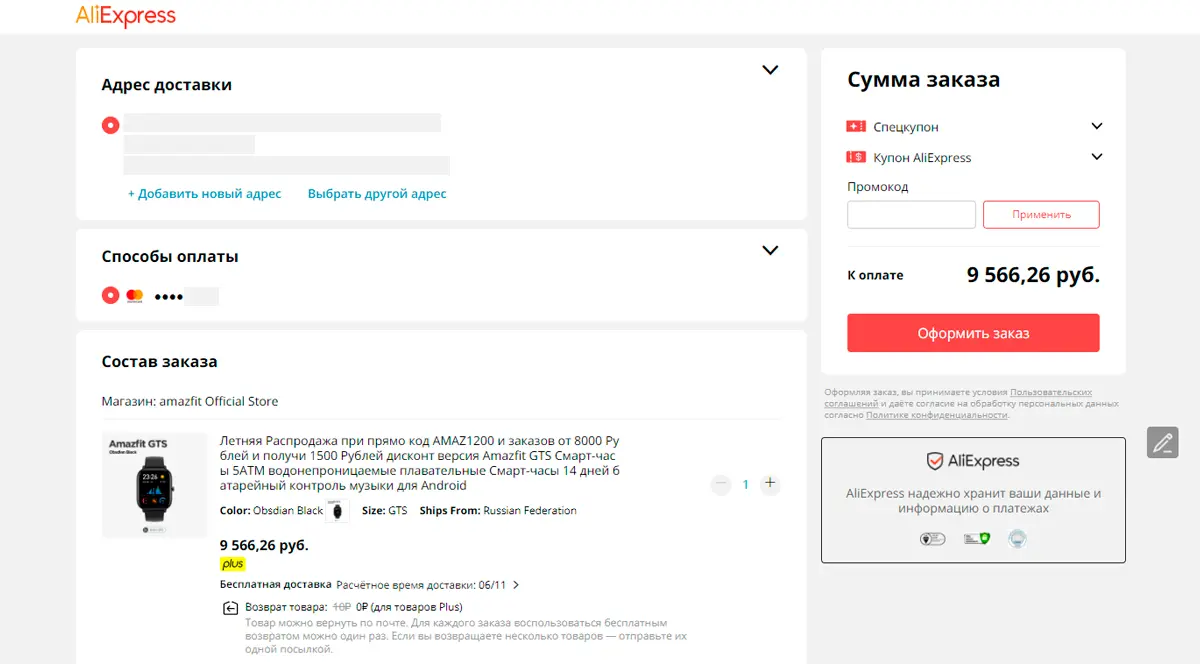 AliExpress
Адрес доставки
+ Добавить новый адрес
Выбрать другой адрес
Способы оплаты
••••
Состав заказа
Магазин: amazfit Official Store
Amazfit GTS
Obsdian Black
23:26
Летняя Распродажа при прямо код AMAZ1200 и заказов от 8000 Ру
блей и получи 1500 Рублей дисконт версия Amazfit GTS Смарт-час
ы 5ATM водонепроницаемые плавательные Смарт-часы 14 дней б
атарейный контроль музыки для Android
− 1 +
Color: Obsdian Black Size: GTS Ships From: Russian Federation
9 566,26 руб.
plus
Бесплатная доставка Расчётное время доставки: 06/11
Возврат товара: 10₽ 0₽ (для товаров Plus)
Товар можно вернуть по почте. Для каждого заказа воспользоваться бесплатным
возвратом можно один раз. Если вы возвращаете несколько товаров — отправьте их
одной посылкой.
Сумма заказа
Спецкупон
Купон AliExpress
Промокод
Применить
К оплате 9 566,26 руб.
Оформить заказ
Оформляя заказ, вы принимаете условия Пользовательских
соглашений и даёте согласие на обработку персональных данных
согласно Политике конфиденциальности.
AliExpress
AliExpress надежно хранит ваши данные и
информацию о платежах